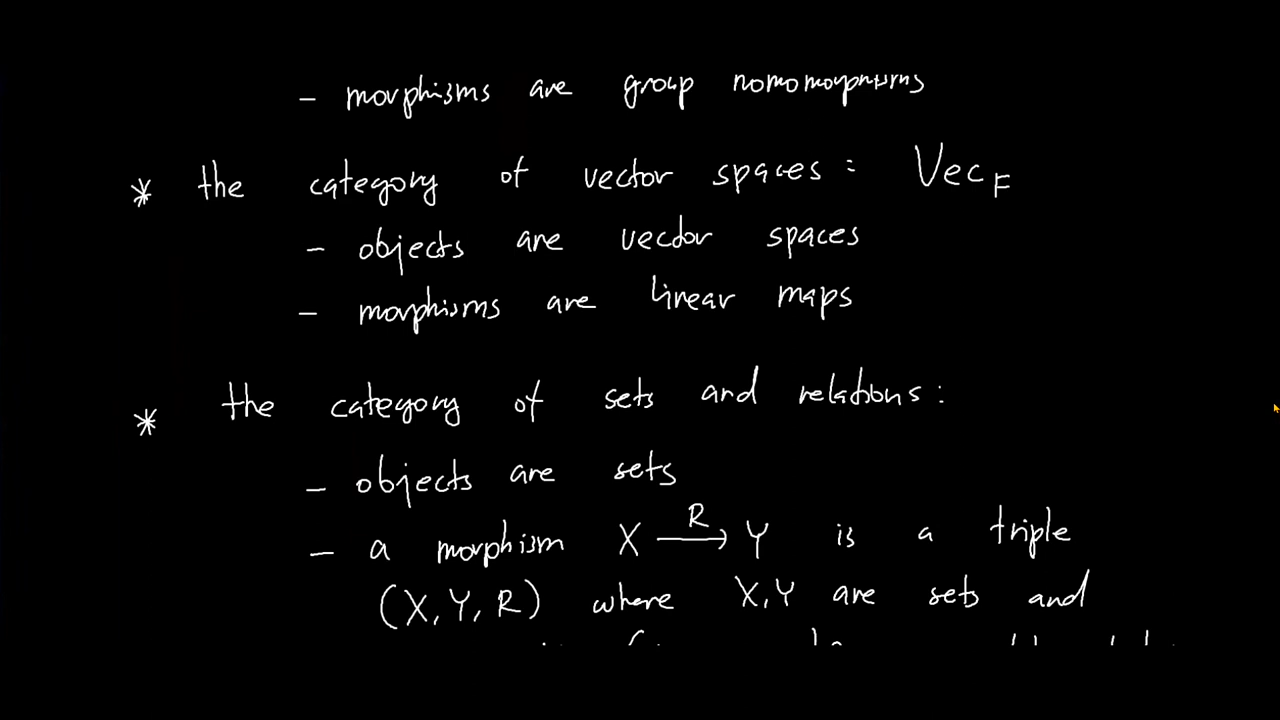 - morphisms are group homomorphisms
* the category of vector spaces : Vec_F
- objects are vector spaces
- morphisms are linear maps
* the category of sets and relations :
- objects are sets
- a morphism X —R→ Y is a triple
(X, Y, R) where X, Y are sets and